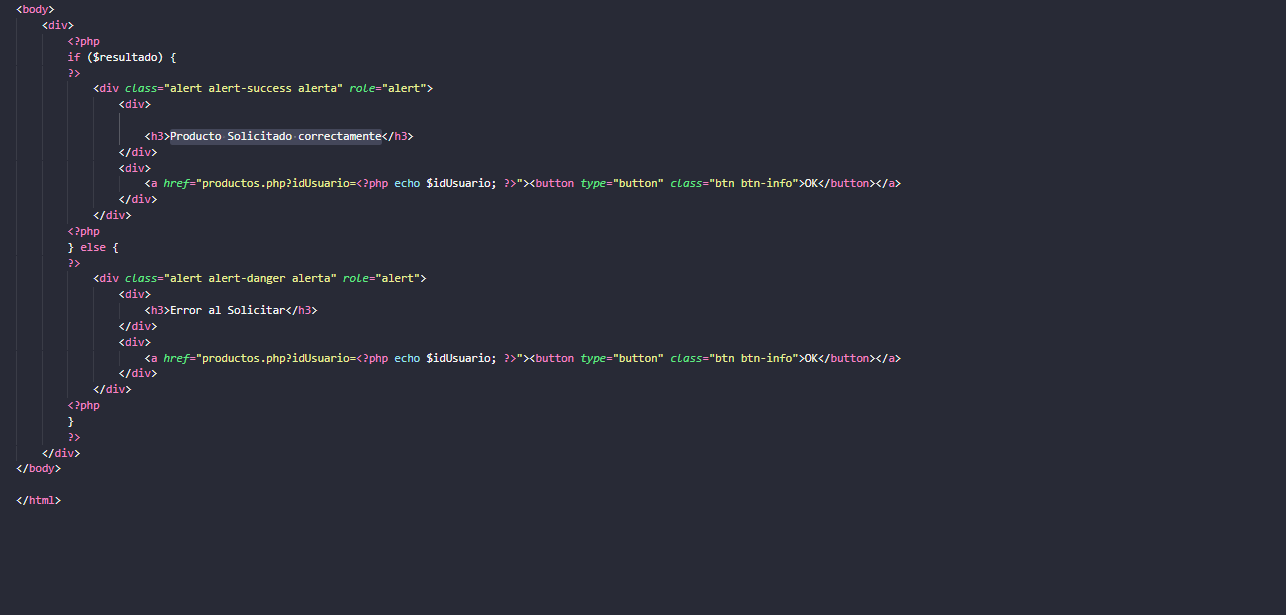 <body>
<div>
<?php
if ($resultado) {
?>
<div class="alert alert-success alerta" role="alert">
<div>
<h3>Producto Solicitado correctamente</h3>
</div>
<div>
<a href="productos.php?idUsuario=<?php echo $idUsuario; ?>"><button type="button" class="btn btn-info">OK</button></a>
</div>
</div>
<?php
} else {
?>
<div class="alert alert-danger alerta" role="alert">
<div>
<h3>Error al Solicitar</h3>
</div>
<div>
<a href="productos.php?idUsuario=<?php echo $idUsuario; ?>"><button type="button" class="btn btn-info">OK</button></a>
</div>
</div>
<?php
}
?>
</div>
</body>
</html>